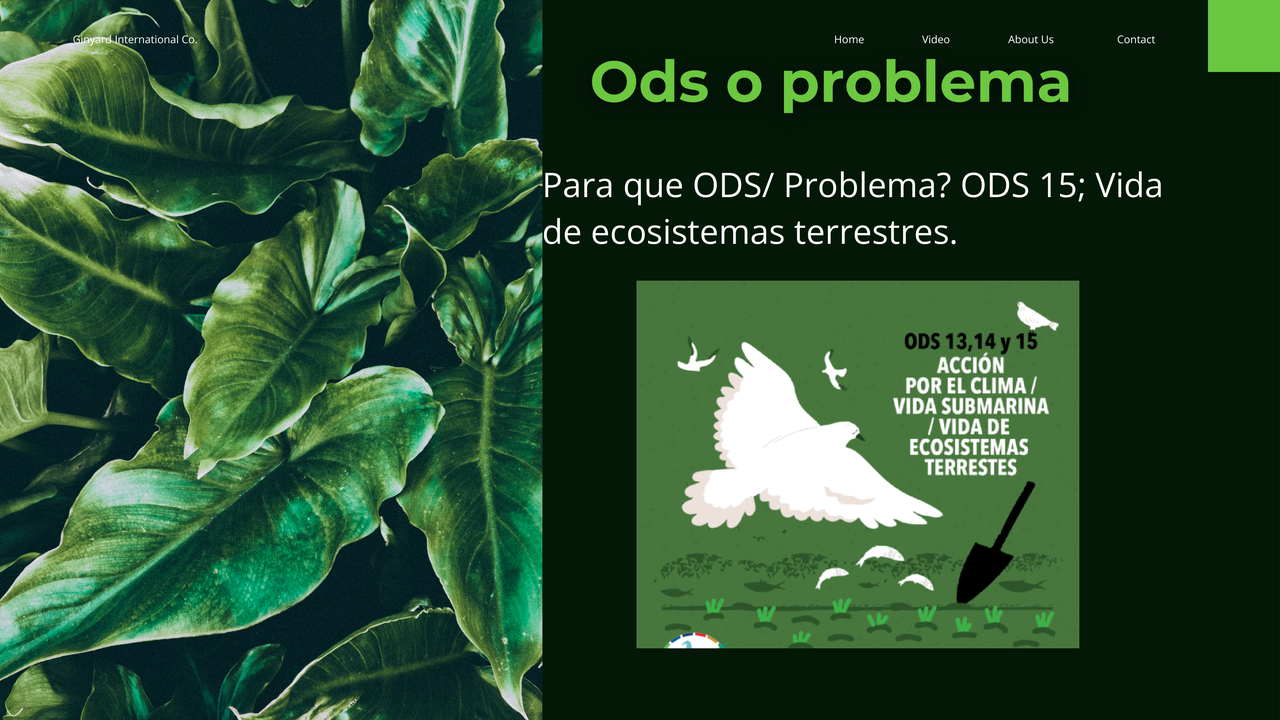 Ginyard International Co.
Home Video About Us Contact
Ods o problema
Para que ODS/ Problema? ODS 15; Vida
de ecosistemas terrestres.
ODS 13,14 y 15
ACCIÓN
POR EL CLIMA /
VIDA SUBMARINA
/ VIDA DE
ECOSISTEMAS
TERRESTES